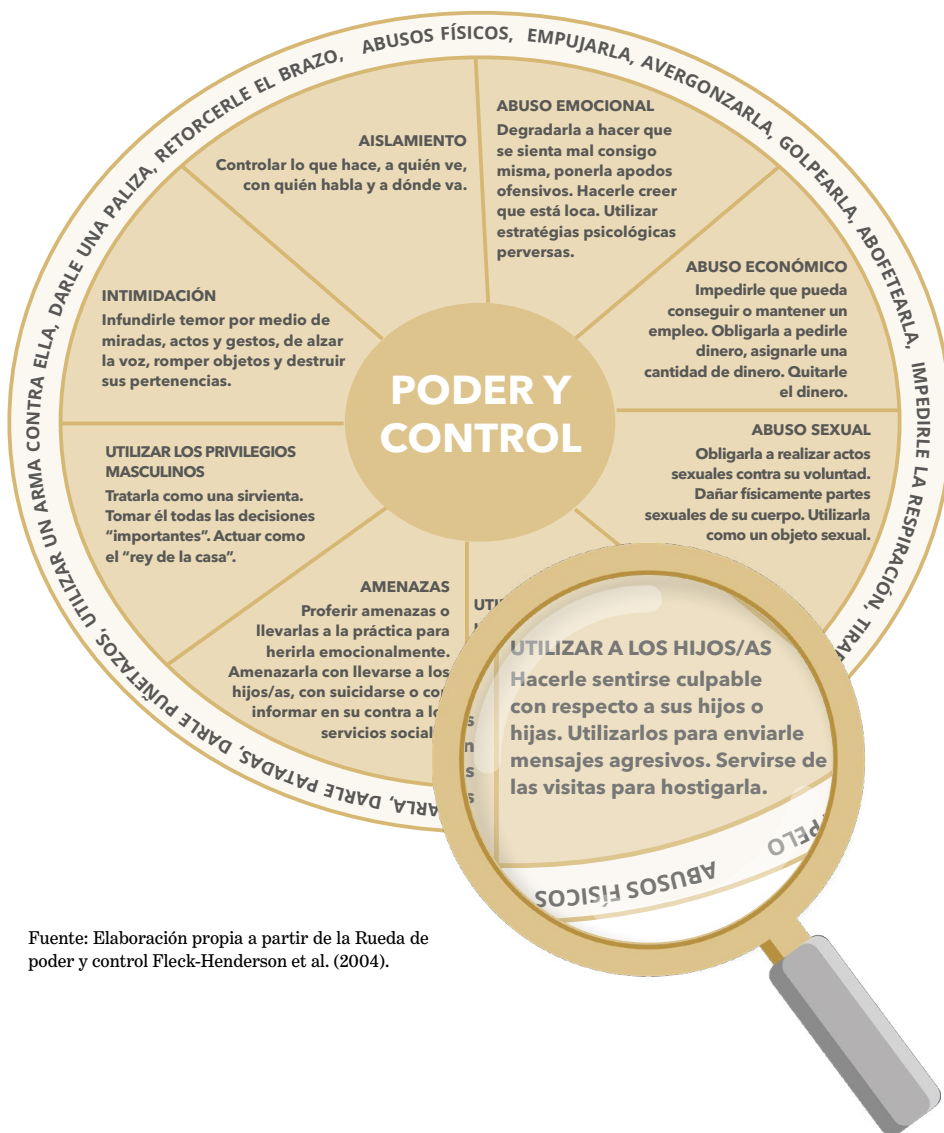 ABUSOS FÍSICOS, EMPUJARLA, AVERGONZARLA, GOLPEARLA, ABOFETEARLA, IMPEDIRLE LA RESPIRACIÓN,
DARLE PATADAS, DARLE PUÑETAZOS, UTILIZAR UN ARMA CONTRA ELLA, DARLE UNA PALIZA, RETORCERLE EL BRAZO,
ABUSO EMOCIONAL
Degradarla a hacer que
se sienta mal consigo
misma, ponerla apodos
ofensivos. Hacerle creer
que está loca. Utilizar
estratégias psicológicas
perversas.
ABUSO ECONÓMICO
Impedirle que pueda
conseguir o mantener un
empleo. Obligarla a pedirle
dinero, asignarle una
cantidad de dinero. Quitarle
el dinero.
ABUSO SEXUAL
Obligarla a realizar actos
sexuales contra su voluntad.
Dañar físicamente partes
sexuales de su cuerpo. Utilizarla
como un objeto sexual.
UTILIZAR A LOS HIJOS/AS
Hacerle sentirse culpable
con respecto a sus hijos o
hijas. Utilizarlos para enviarle
mensajes agresivos. Servirse de
las visitas para hostigarla.
ABUSOS FÍSICOS
AMENAZAS
Proferir amenazas o
llevarlas a la práctica para
herirla emocionalmente.
Amenazarla con llevarse a los
hijos/as, con suicidarse o con
informar en su contra a
servicios
UTILIZAR LOS PRIVILEGIOS
MASCULINOS
Tratarla como una sirvienta.
Tomar él todas las decisiones
“importantes”. Actuar como
el “rey de la casa”.
INTIMIDACIÓN
Infundirle temor por medio de
miradas, actos y gestos, de alzar
la voz, romper objetos y destruir
sus pertenencias.
AISLAMIENTO
Controlar lo que hace, a quién ve,
con quién habla y a dónde va.
PODER Y
CONTROL
Fuente: Elaboración propia a partir de la Rueda de
poder y control Fleck-Henderson et al. (2004).